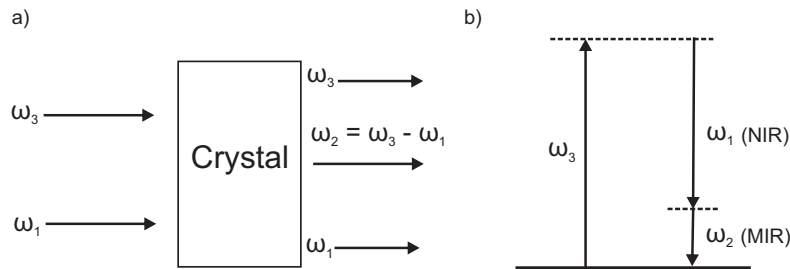 a)
ω₃
ω₁
Crystal
ω₃
ω₂ = ω₃ - ω₁
ω₁
b)
ω₃
ω₁ (NIR)
ω₂ (MIR)